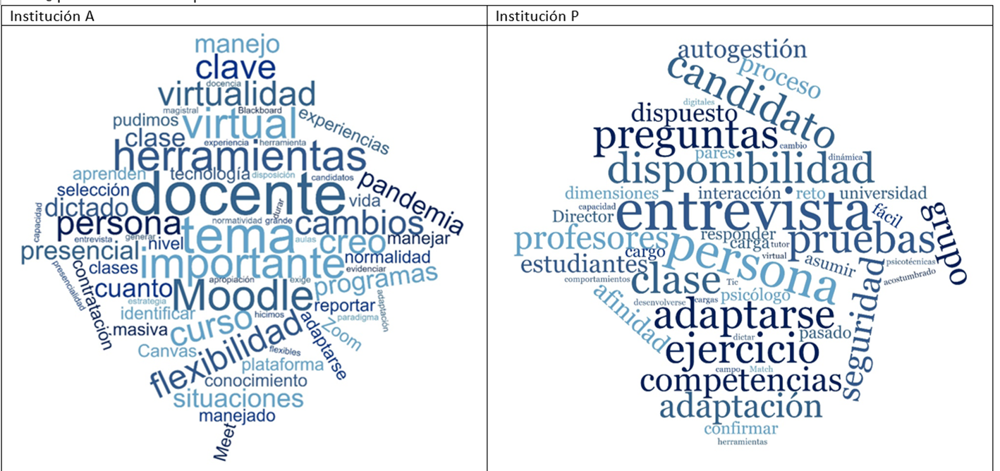 Institución A
Institución P
manejo
clave
docencia
virtualidad
magistral
Blackboard
pudimos
virtual
experiencias
clase
experiencia
herramienta
herramientas
aprenden
tecnología
disposición
candidatos
pandemia
selección
docente
vida
dictado
durar
capacidad
normatividad
grande
persona
tema
cambios
entrevista
generar
nivel
aulas
creo
manejar
presencial
importante
normalidad
presencialidad
contratación
clases
evidenciar
apropiación
exige
programas
cuanto
Moodle
estrategia
reportar
adaptación
identificar
hicimos
paradigma
masiva
curso
adaptarse
Zoom
Canvas
flexibilidad
flexibles
plataforma
conocimiento
situaciones
manejado
Meet
autogestión
candidato
proceso
digitales
dispuesto
preguntas
cambio
pares
dinámica
disponibilidad
dimensiones
interacción
reto
universidad
capacidad
Director
entrevista
fácil
grupo
profesores
responder
carga
tutor
pruebas
cargo
persona
virtual
estudiantes
asumir
psicotécnicas
comportamientos
clase
Tic
acostumbrado
afinidad
desenvolverse
cargas
psicólogo
seguridad
adaptarse
pasado
dictar
ejercicio
campo
Match
competencias
adaptación
confirmar
herramientas